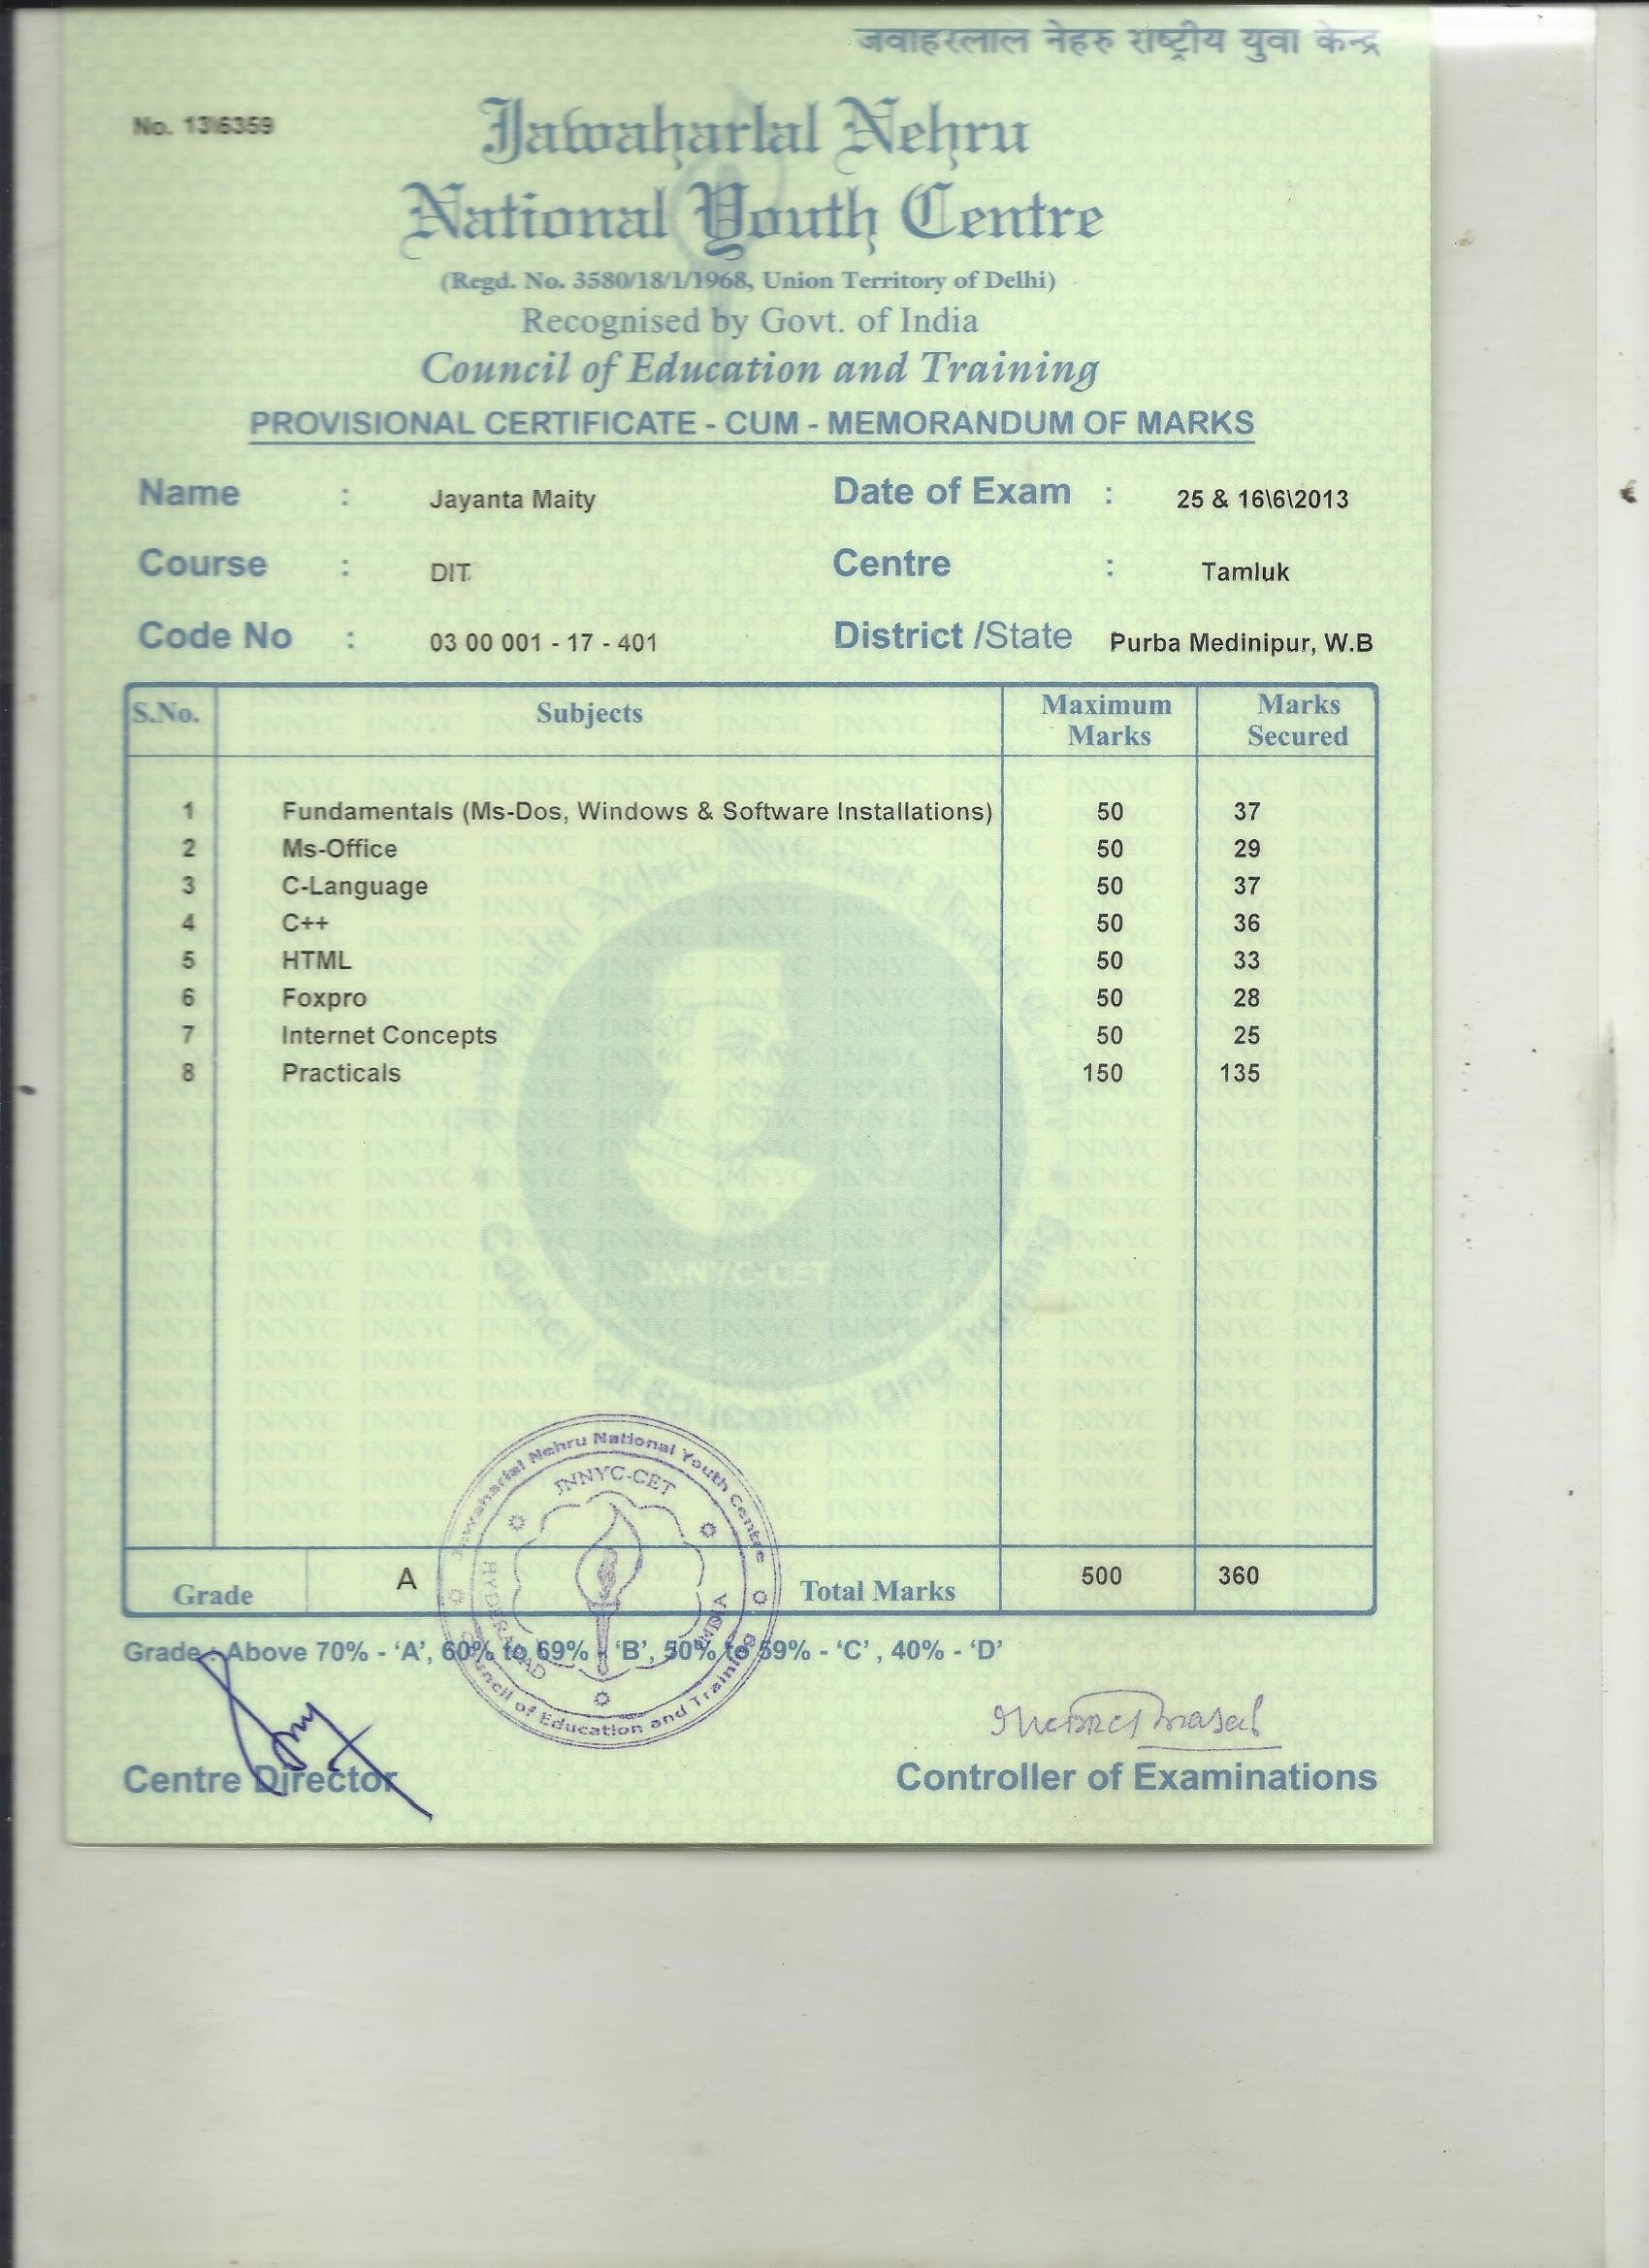 जवाहरलाल नेहरु राष्ट्रीय युवा केन्द्र
No. 13\6359
Jawaharlal Nehru
National Youth Centre
(Regd. No. 3580/18/1/1968, Union Territory of Delhi)
Recognised by Govt. of India
Council of Education and Training
PROVISIONAL CERTIFICATE - CUM - MEMORANDUM OF MARKS
Name : Jayanta Maity Date of Exam : 25 & 16\6\2013
Course : DIT Centre : Tamluk
Code No : 03 00 001 - 17 - 401 District /State Purba Medinipur, W.B
S.No. Subjects Maximum Marks Marks Secured
1 Fundamentals (Ms-Dos, Windows & Software Installations) 50 37
2 Ms-Office 50 29
3 C-Language 50 37
4 C++ 50 36
5 HTML 50 33
6 Foxpro 50 28
7 Internet Concepts 50 25
8 Practicals 150 135
JNNYC-CET
Grade A Total Marks 500 360
Jawaharlal Nehru National Youth Centre
JNNYC-CET
HYDERABAD INDIA
Council of Education and Training
Grade : Above 70% - ‘A’, 60% to 69% - ‘B’, 50% to 59% - ‘C’ , 40% - ‘D’
Centre Director Controller of Examinations